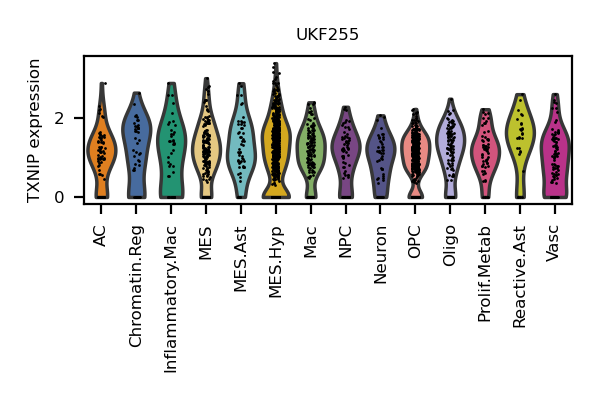 UKF255
TXNIP expression
2
0
AC
Chromatin.Reg
Inflammatory.Mac
MES
MES.Ast
MES.Hyp
Mac
NPC
Neuron
OPC
Oligo
Prolif.Metab
Reactive.Ast
Vasc